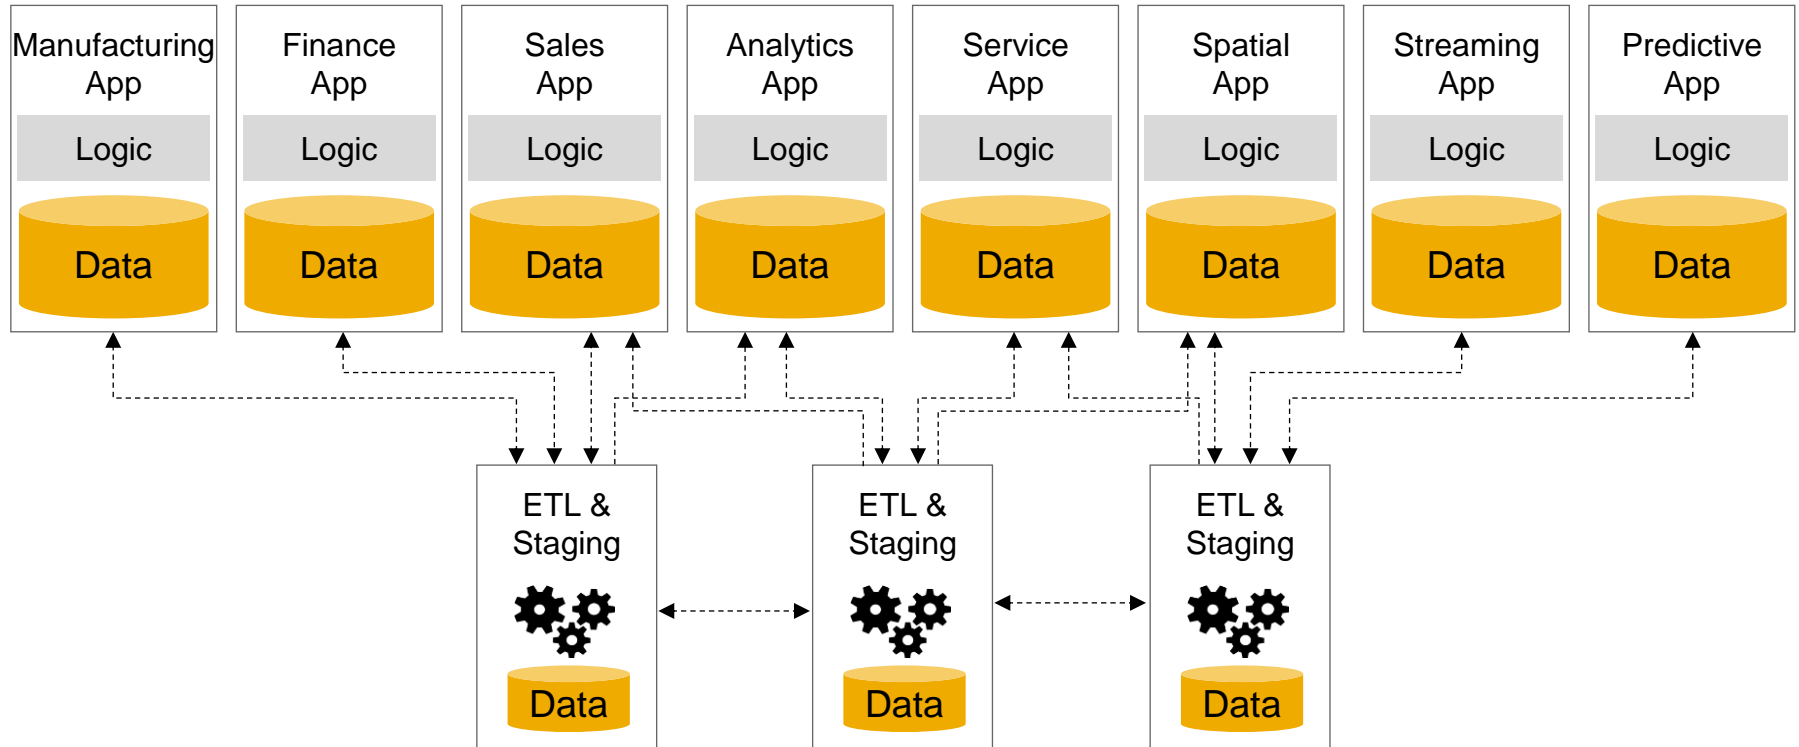 Manufacturing
App
Logic
Data
Finance
App
Logic
Data
Sales
App
Logic
Data
Analytics
App
Logic
Data
Service
App
Logic
Data
Spatial
App
Logic
Data
Streaming
App
Logic
Data
Predictive
App
Logic
Data
ETL &
Staging
Data
ETL &
Staging
Data
ETL &
Staging
Data